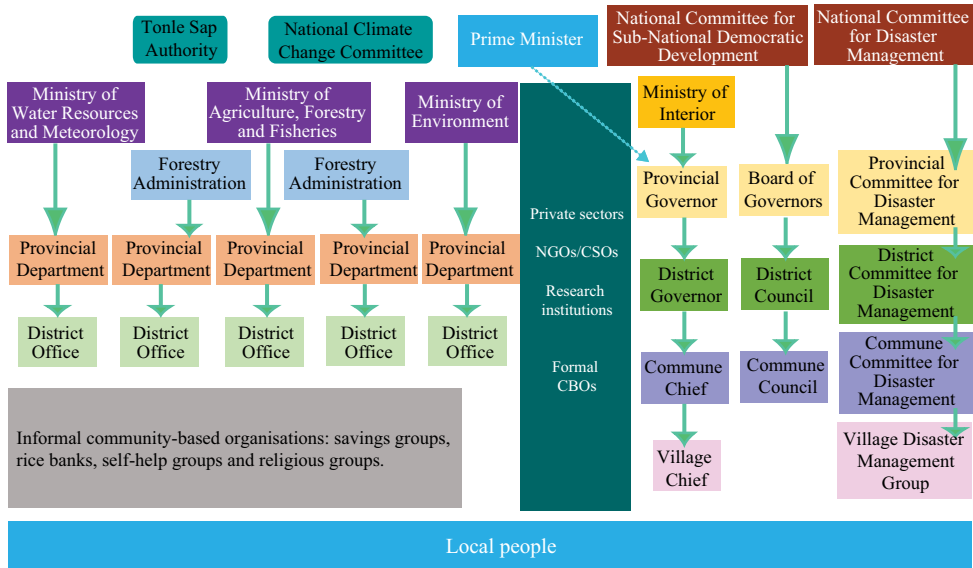 Tonle Sap
Authority
National Climate
Change Committee
Prime Minister
National Committee for
Sub-National Democratic
Development
National Committee
for Disaster
Management
Ministry of
Water Resources
and Meteorology
Ministry of
Agriculture, Forestry
and Fisheries
Ministry of
Environment
Ministry of
Interior
Forestry
Administration
Forestry
Administration
Provincial
Governor
Board of
Governors
Provincial
Committee for
Disaster
Management
Private sectors
NGOs/CSOs
Research
institutions
Formal
CBOs
Provincial
Department
Provincial
Department
Provincial
Department
Provincial
Department
Provincial
Department
District
Governor
District
Council
District
Committee for
Disaster
Management
District
Office
District
Office
District
Office
District
Office
District
Office
Commune
Chief
Commune
Council
Commune
Committee for
Disaster
Management
Informal community-based organisations: savings groups,
rice banks, self-help groups and religious groups.
Village
Chief
Village Disaster
Management
Group
Local people